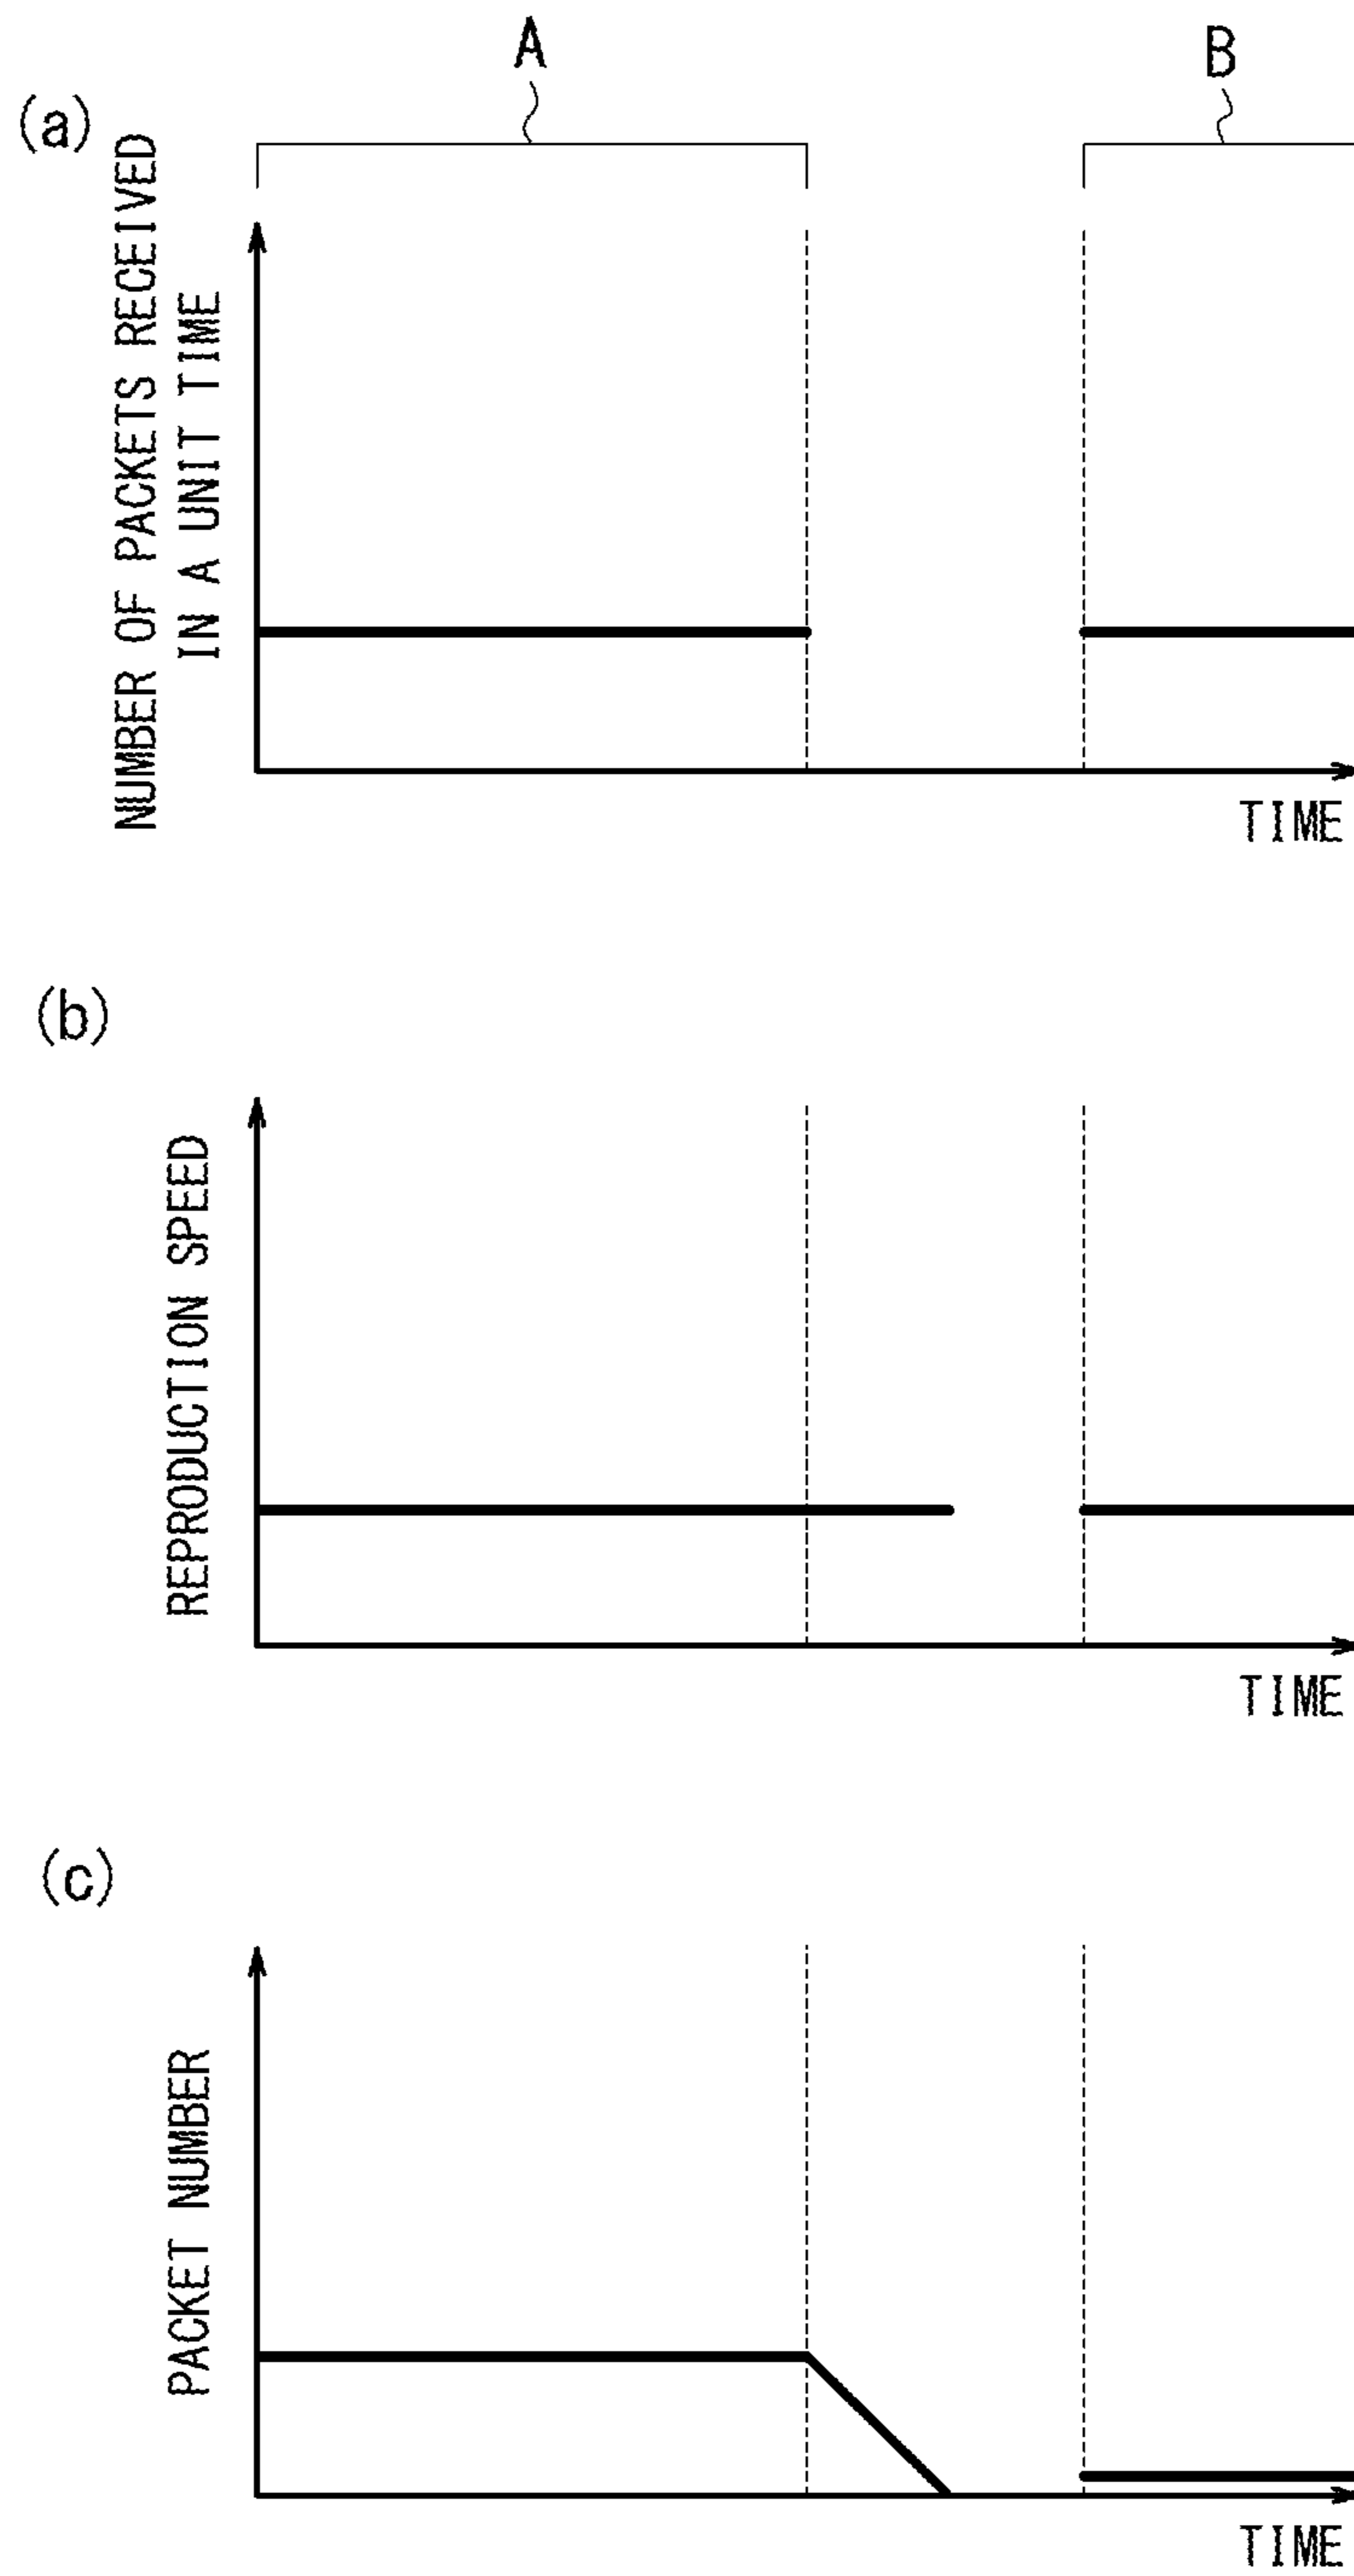 A
B
(a)
NUMBER OF PACKETS RECEIVED
IN A UNIT TIME
TIME
(b)
REPRODUCTION SPEED
TIME
(c)
PACKET NUMBER
TIME